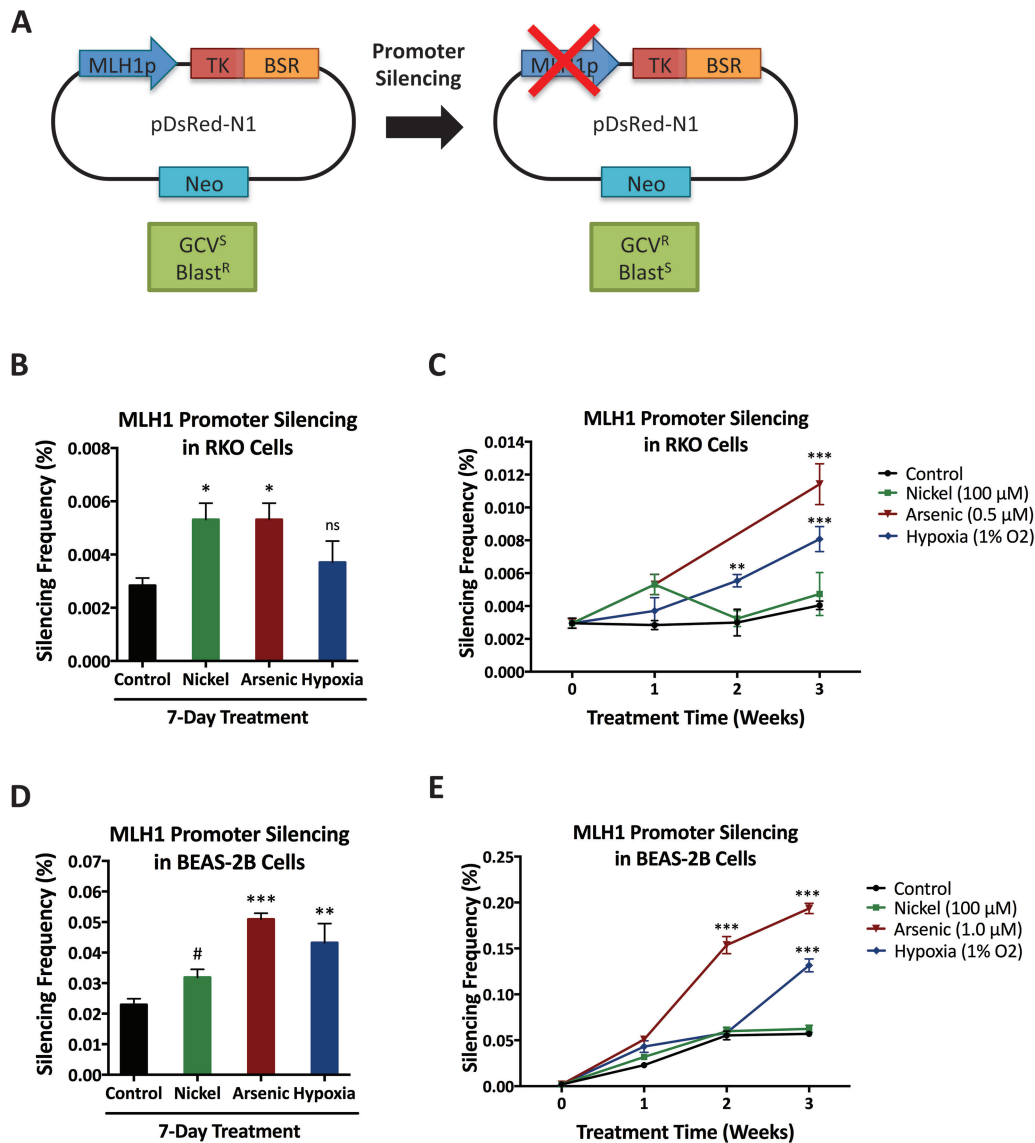 A
MLH1p
TK
BSR
pDsRed-N1
Neo
GCVS
BlastR
Promoter
Silencing
MLH1p
TK
BSR
pDsRed-N1
Neo
GCVR
BlastS
B
MLH1 Promoter Silencing
in RKO Cells
Silencing Frequency (%)
0.008
0.006
0.004
0.002
0.000
*
*
ns
Control Nickel Arsenic Hypoxia
7-Day Treatment
C
MLH1 Promoter Silencing
in RKO Cells
Silencing Frequency (%)
0.014
0.012
0.010
0.008
0.006
0.004
0.002
0.000
***
***
**
0 1 2 3
Treatment Time (Weeks)
Control
Nickel (100 µM)
Arsenic (0.5 µM)
Hypoxia (1% O2)
D
MLH1 Promoter Silencing
in BEAS-2B Cells
Silencing Frequency (%)
0.07
0.06
0.05
0.04
0.03
0.02
0.01
0.00
#
***
**
Control Nickel Arsenic Hypoxia
7-Day Treatment
E
MLH1 Promoter Silencing
in BEAS-2B Cells
Silencing Frequency (%)
0.25
0.20
0.15
0.10
0.05
0.00
***
***
***
0 1 2 3
Treatment Time (Weeks)
Control
Nickel (100 µM)
Arsenic (1.0 µM)
Hypoxia (1% O2)